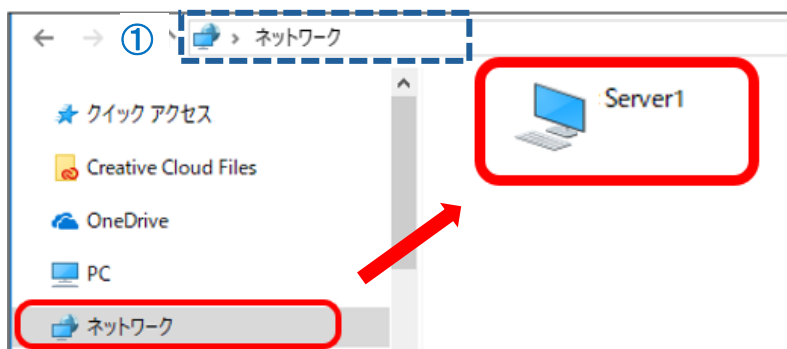 ① > ネットワーク
クイック アクセス
Creative Cloud Files
OneDrive
PC
ネットワーク
Server1